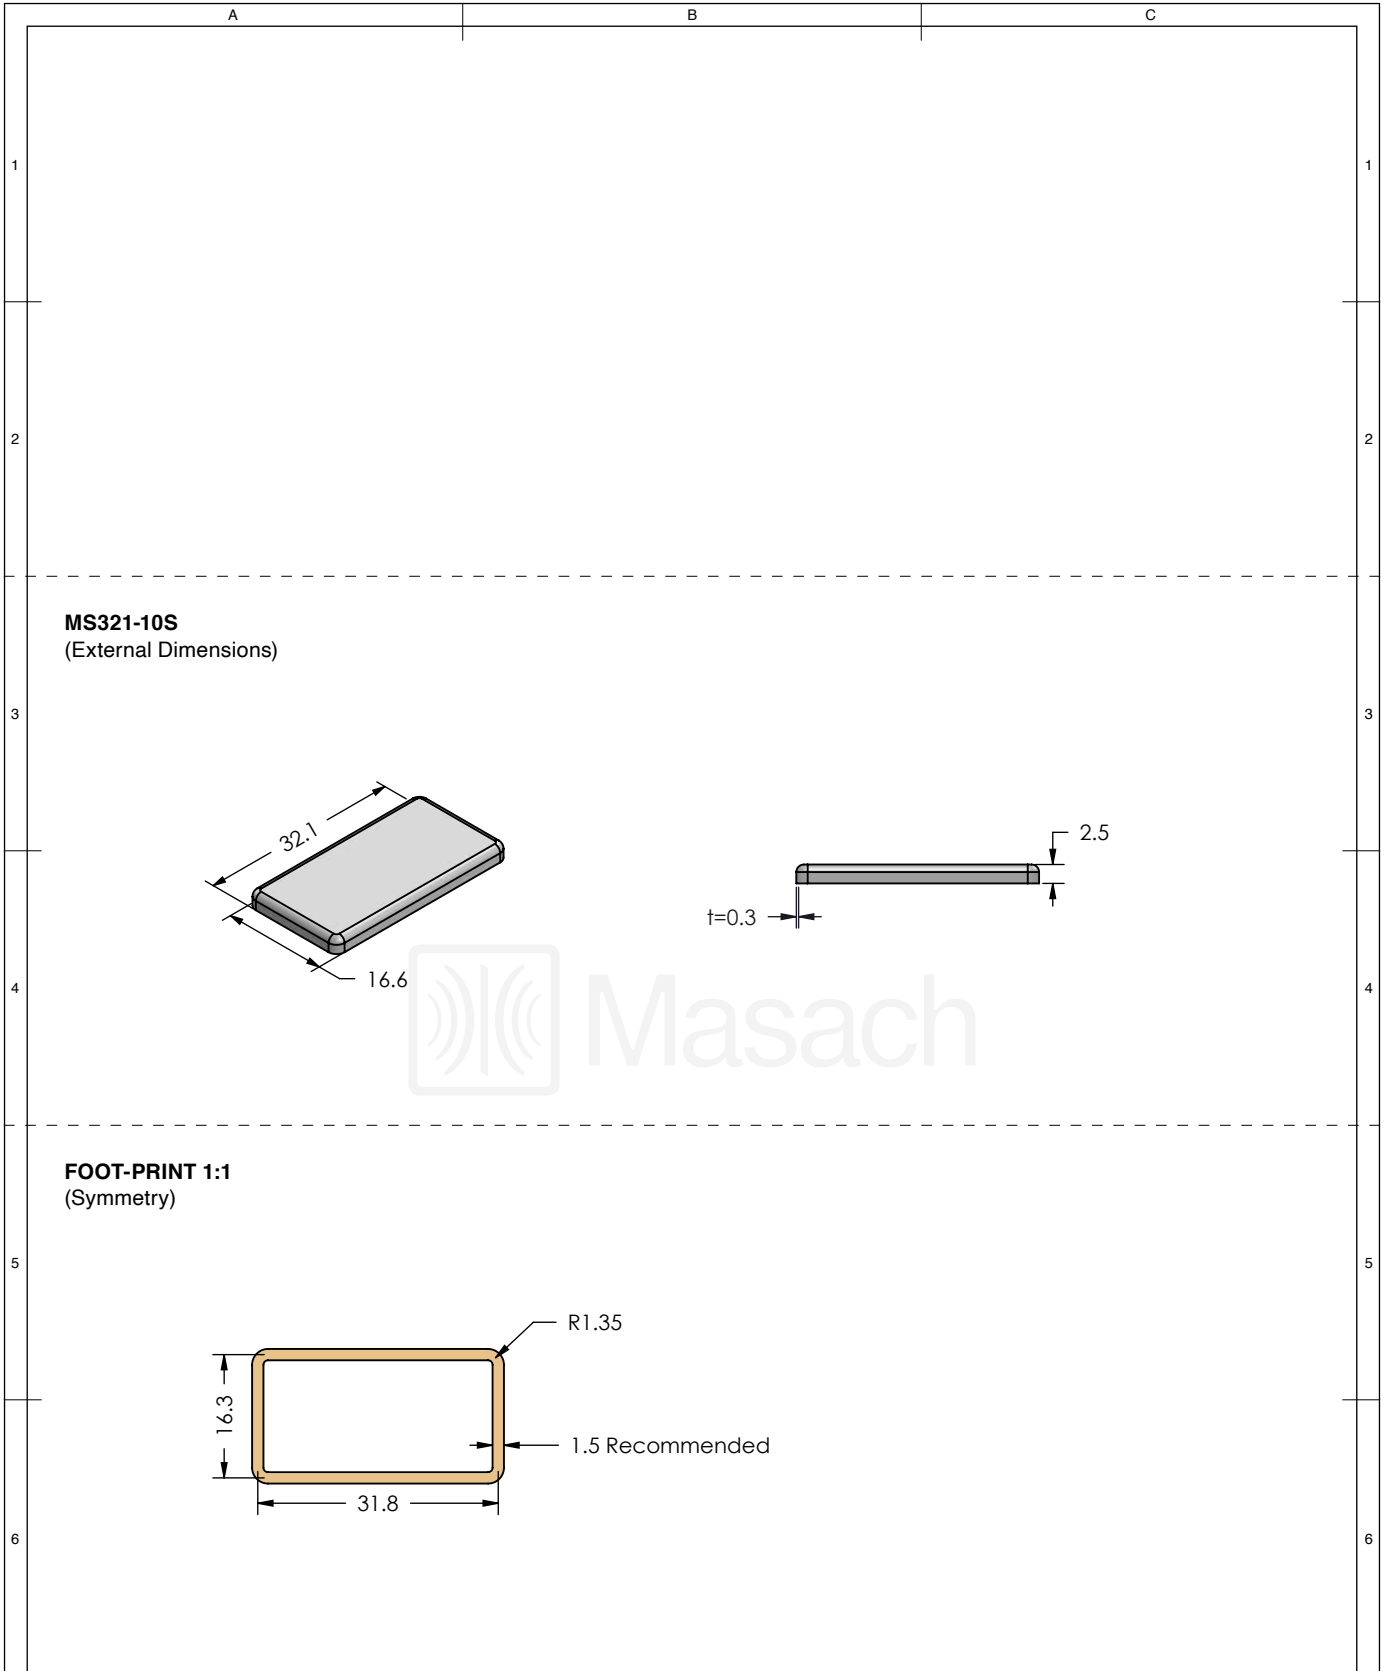 A B C
1 1
2 2
MS321-10S
(External Dimensions)
3 3
32.1
2.5
t=0.3
16.6
4 4
Masach
FOOT-PRINT 1:1
(Symmetry)
5 5
R1.35
16.3
1.5 Recommended
31.8
6 6